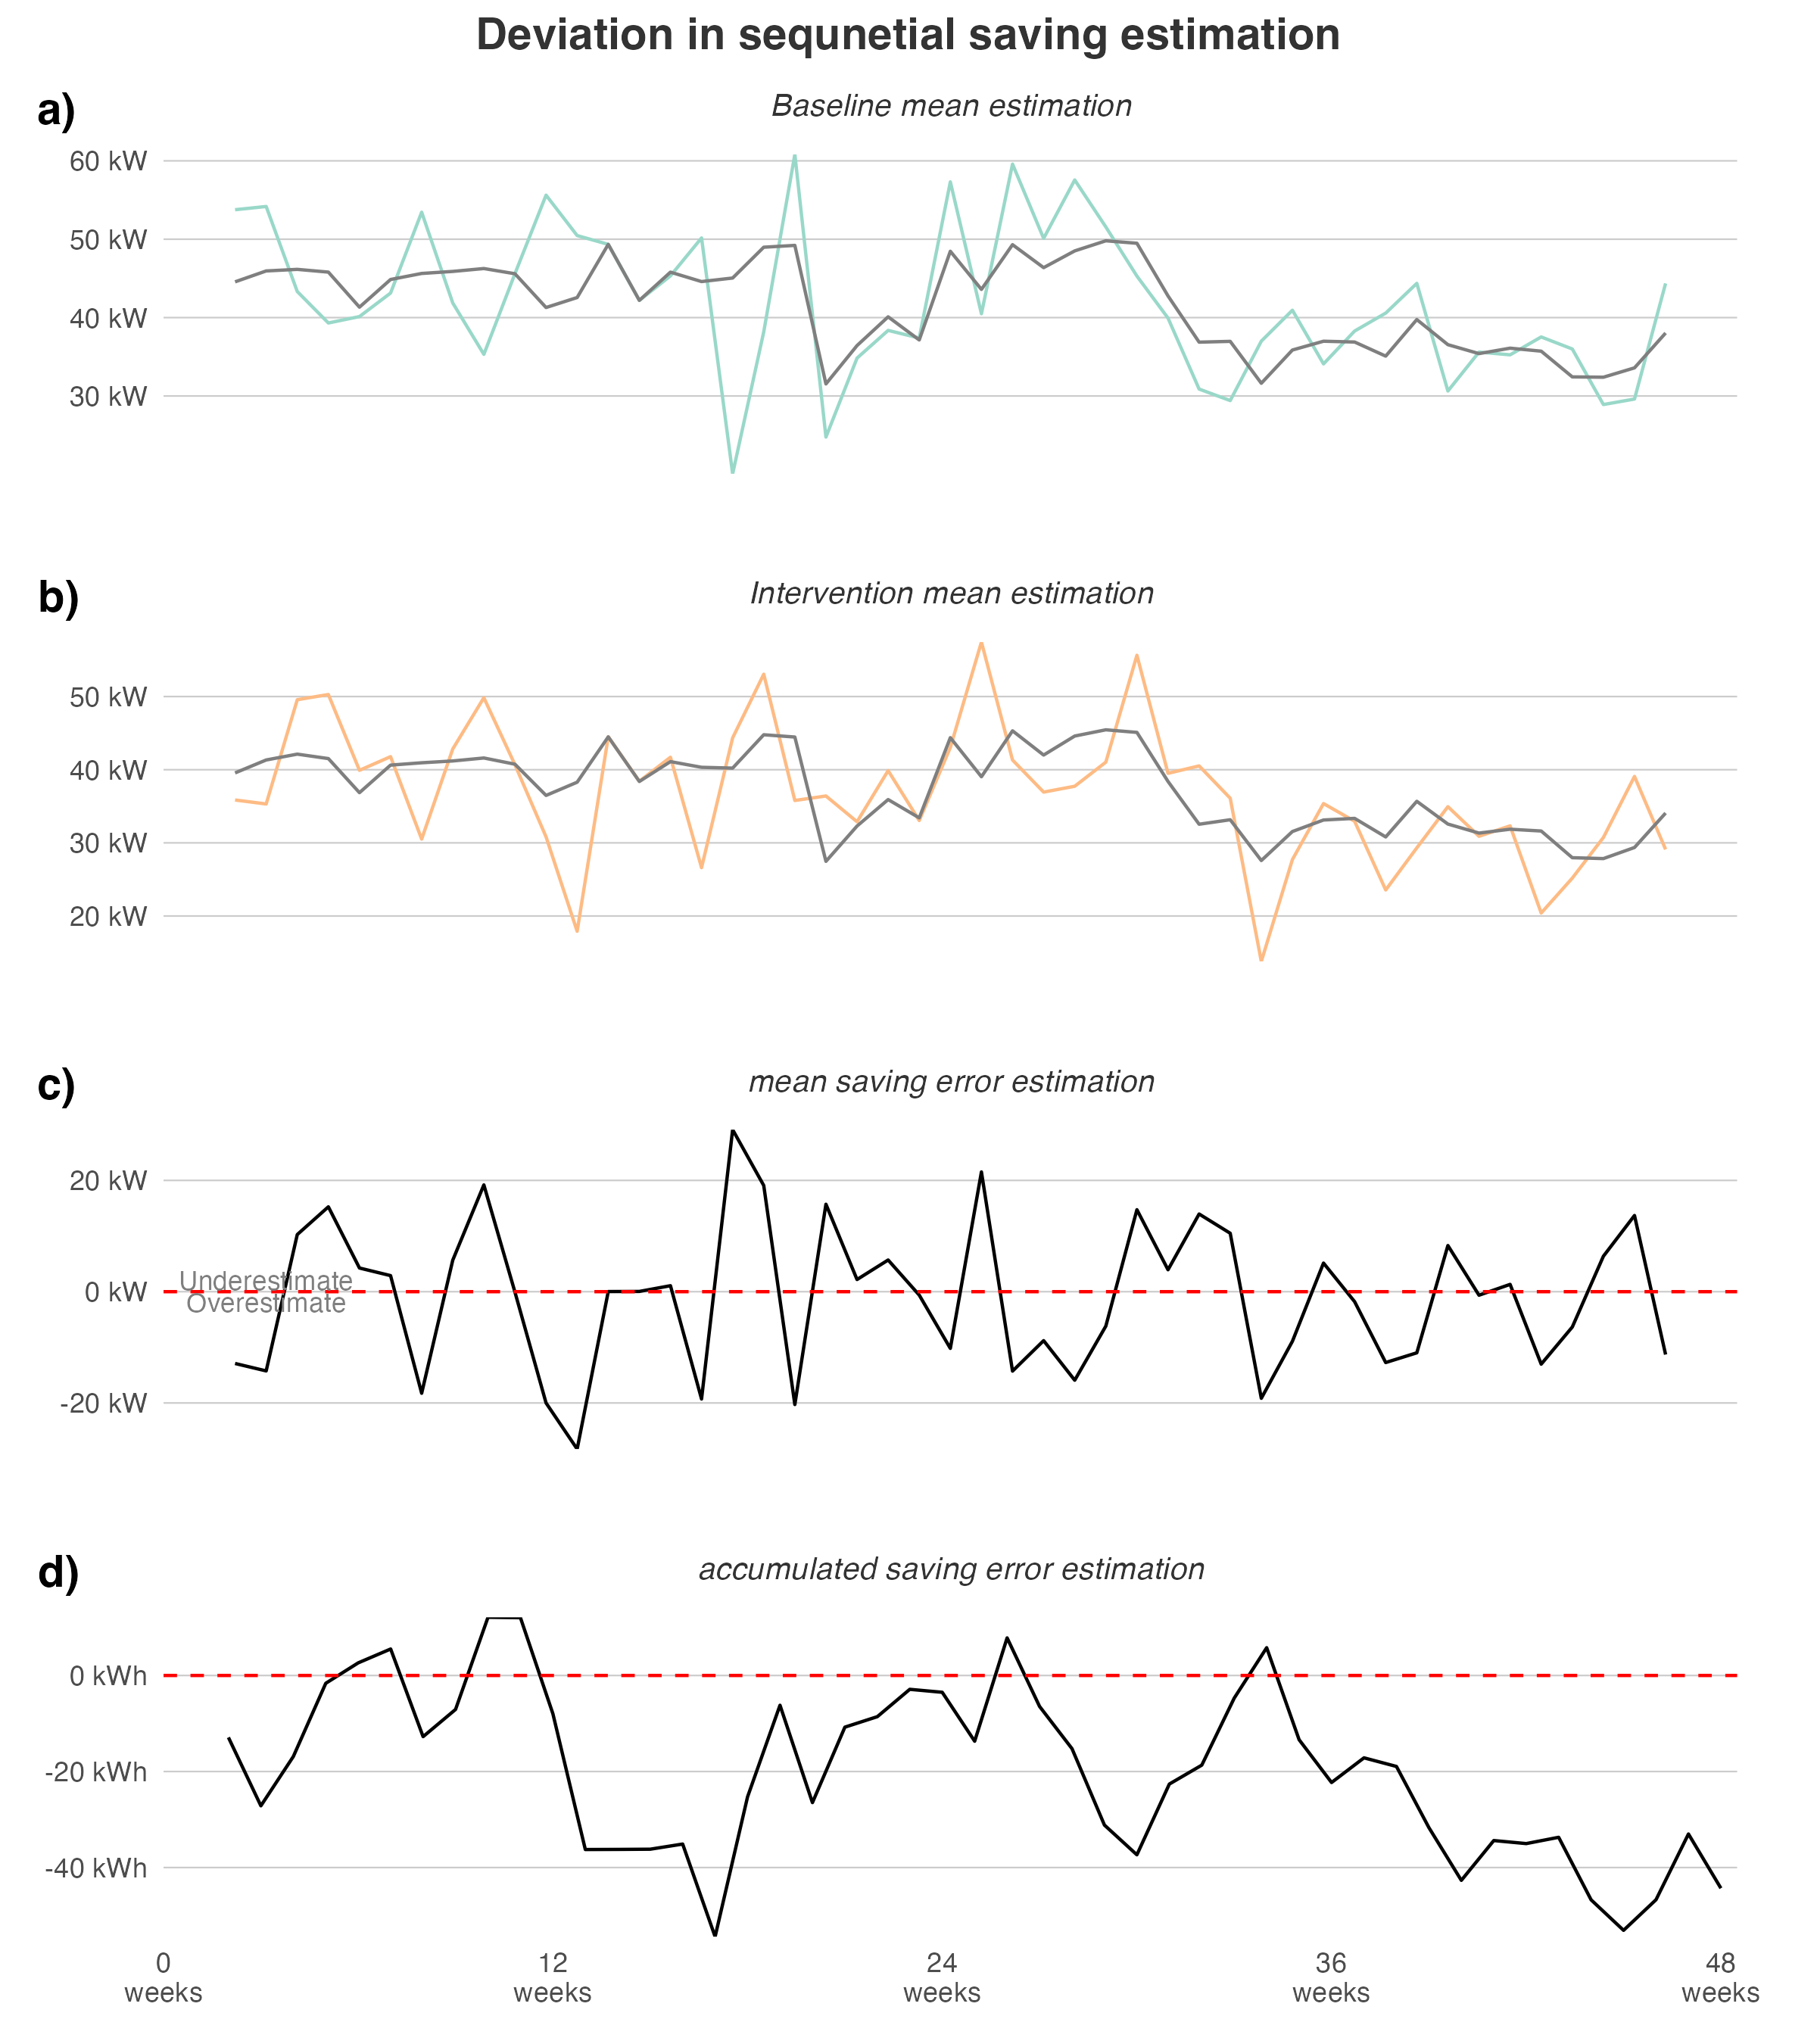 Deviation in sequnetial saving estimation
a)
Baseline mean estimation
60 kW
50 kW
40 kW
30 kW
b)
Intervention mean estimation
50 kW
40 kW
30 kW
20 kW
c)
mean saving error estimation
20 kW
Underestimate
0 kW
Overestimate
-20 kW
d)
accumulated saving error estimation
0 kWh
-20 kWh
-40 kWh
0 12 24 36 48
weeks weeks weeks weeks weeks